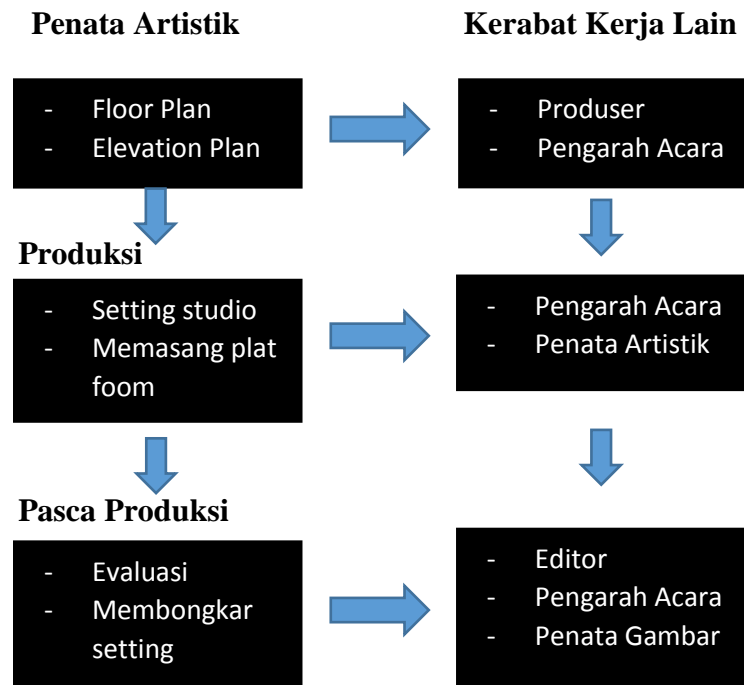 Penata Artistik
Kerabat Kerja Lain
- Floor Plan
- Elevation Plan
- Produser
- Pengarah Acara
Produksi
- Setting studio
- Memasang plat
foom
- Pengarah Acara
- Penata Artistik
Pasca Produksi
- Evaluasi
- Membongkar
setting
- Editor
- Pengarah Acara
- Penata Gambar